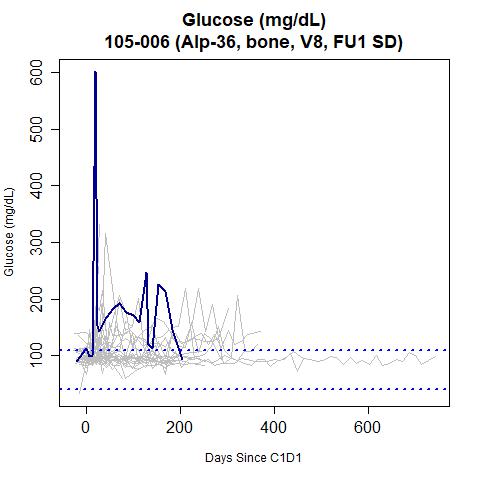 Glucose (mg/dL)
105-006 (Alp-36, bone, V8, FU1 SD)
Glucose (mg/dL)
600
500
400
300
200
100
0
200
400
600
Days Since C1D1